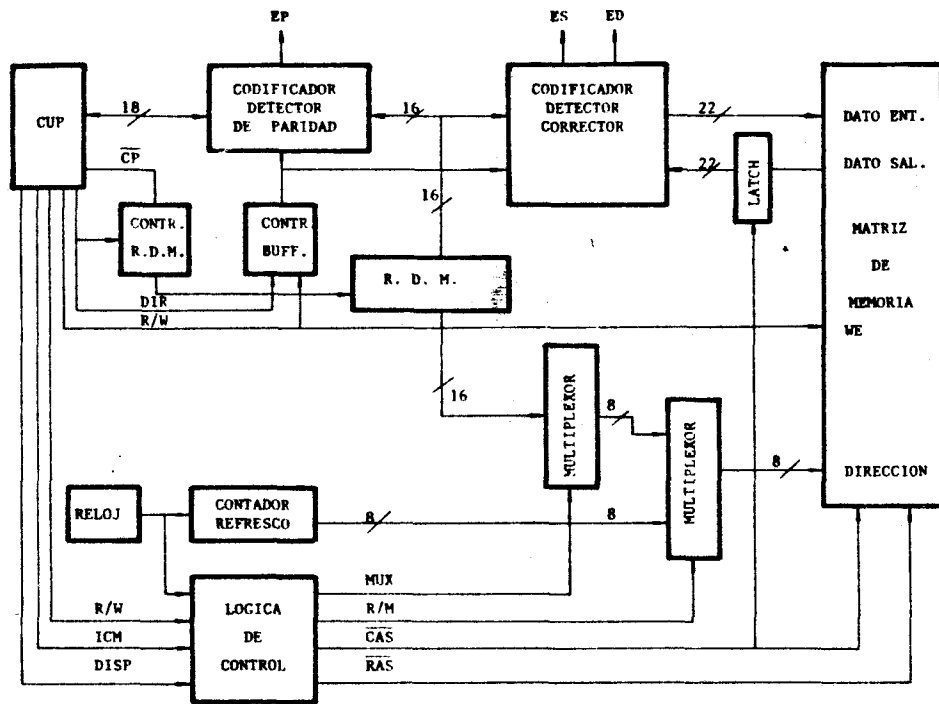 EP
ES
ED
CUP
18
CODIFICADOR
DETECTOR
DE PARIDAD
16
CODIFICADOR
DETECTOR
CORRECTOR
22
DATO ENT.
CP
22
LATCH
DATO SAL.
16
CONTR.
R.D.M.
CONTR.
BUFF.
R. D. M.
MATRIZ
DE
MEMORIA
DIR
R/W
WE
16
MULTIPLEXOR
8
MULTIPLEXOR
8
DIRECCION
RELOJ
CONTADOR
REFRESCO
8
8
LOGICA
DE
CONTROL
MUX
R/M
CAS
RAS
R/W
ICM
DISP